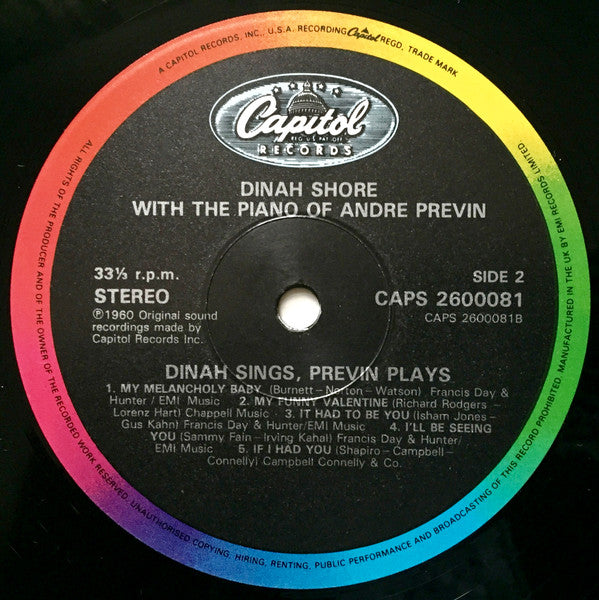 A CAPITOL RECORDS, INC., U.S.A. RECORDING Capitol REGD. TRADE MARK
Capitol
REG. U.S. PAT. OFF.
RECORDS
DINAH SHORE
WITH THE PIANO OF ANDRE PREVIN
33⅓ r.p.m.
STEREO
℗1960 Original sound
recordings made by
Capitol Records Inc.
SIDE 2
CAPS 2600081
CAPS 2600081B
DINAH SINGS, PREVIN PLAYS
1. MY MELANCHOLY BABY (Burnett–Norton–Watson) Francis Day &
Hunter / EMI Music · 2. MY FUNNY VALENTINE (Richard Rodgers–
Lorenz Hart) Chappell Music · 3. IT HAD TO BE YOU (Isham Jones–
Gus Kahn) Francis Day & Hunter/EMI Music · 4. I'LL BE SEEING
YOU (Sammy Fain–Irving Kahal) Francis Day & Hunter/
EMI Music · 5. IF I HAD YOU (Shapiro–Campbell–
Connelly) Campbell Connelly & Co.
MANUFACTURED IN THE UK BY EMI RECORDS LIMITED
ALL RIGHTS OF THE PRODUCER AND OF THE OWNER OF THE RECORDED WORK RESERVED. UNAUTHORISED COPYING, HIRING, RENTING, PUBLIC PERFORMANCE AND BROADCASTING OF THIS RECORD PROHIBITED.